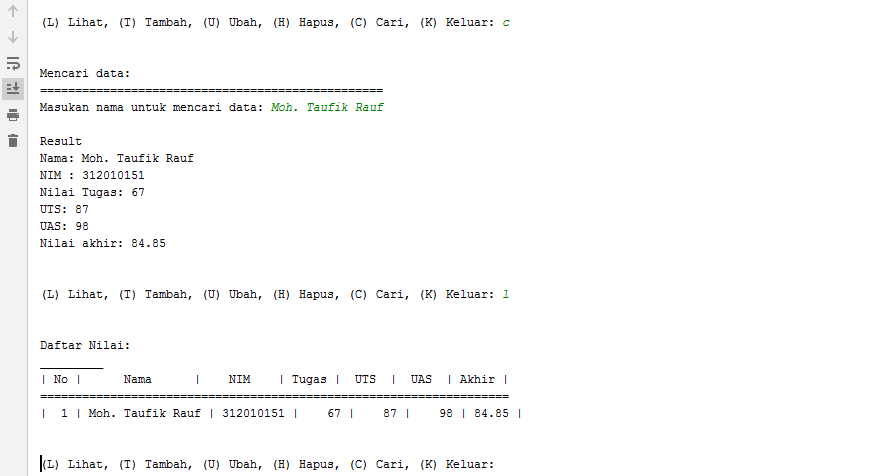 (L) Lihat, (T) Tambah, (U) Ubah, (H) Hapus, (C) Cari, (K) Keluar: c
Mencari data:
=================================================
Masukan nama untuk mencari data: Moh. Taufik Rauf
Result
Nama: Moh. Taufik Rauf
NIM : 312010151
Nilai Tugas: 67
UTS: 87
UAS: 98
Nilai akhir: 84.85
(L) Lihat, (T) Tambah, (U) Ubah, (H) Hapus, (C) Cari, (K) Keluar: l
Daftar Nilai:
_________
| No |      Nama      |    NIM    | Tugas |  UTS  |  UAS  | Akhir |
===================================================================
|  1 | Moh. Taufik Rauf | 312010151 |    67 |    87 |    98 | 84.85 |
(L) Lihat, (T) Tambah, (U) Ubah, (H) Hapus, (C) Cari, (K) Keluar: